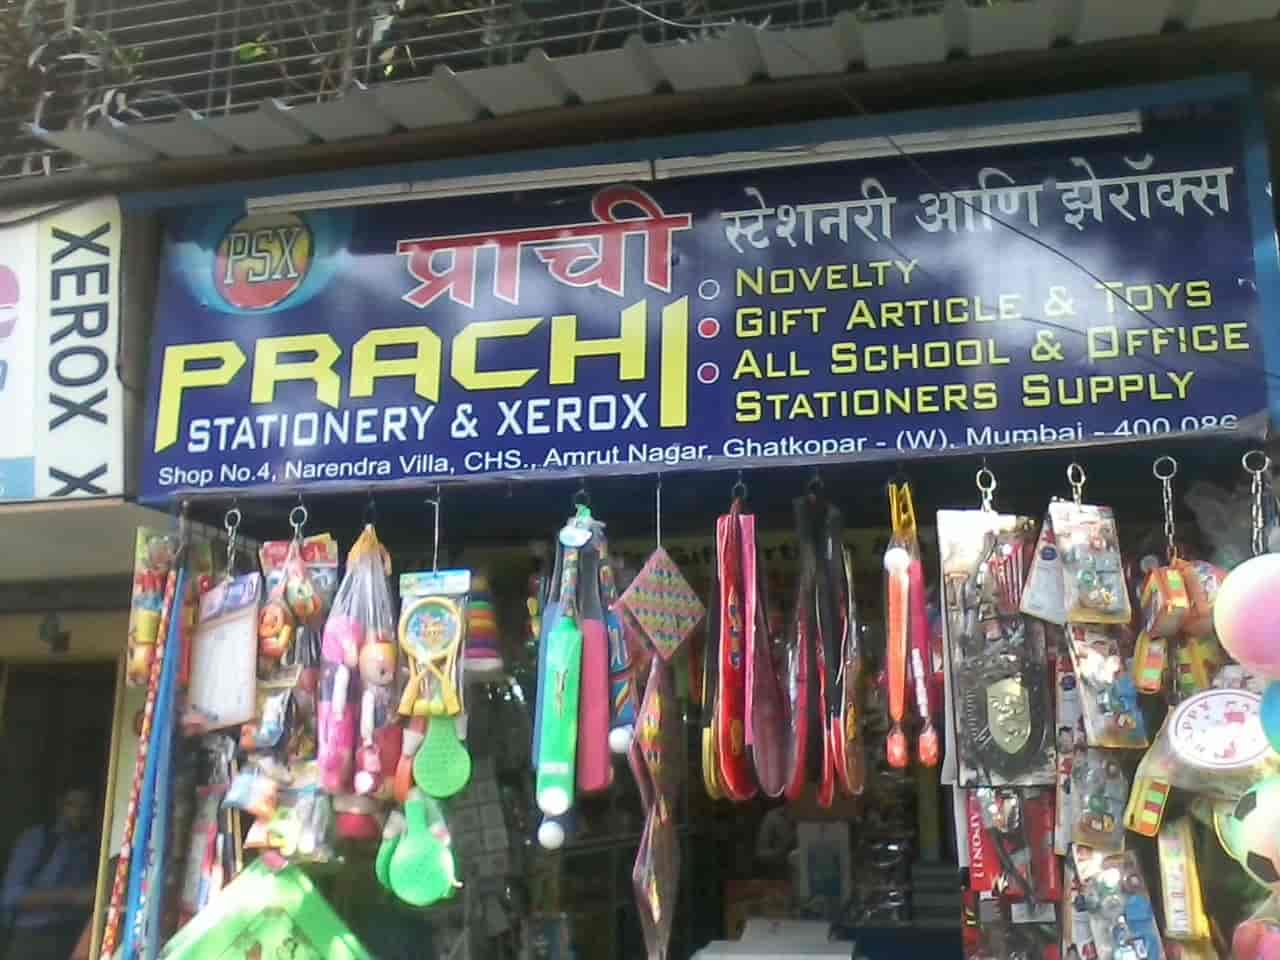 XEROX X
PSX
प्राची
स्टेशनरी आणि झेरॉक्स
PRACHI
STATIONERY & XEROX
NOVELTY
GIFT ARTICLE & TOYS
ALL SCHOOL & OFFICE
STATIONERS SUPPLY
Shop No.4, Narendra Villa, CHS., Amrut Nagar, Ghatkopar - (W), Mumbai - 400 086